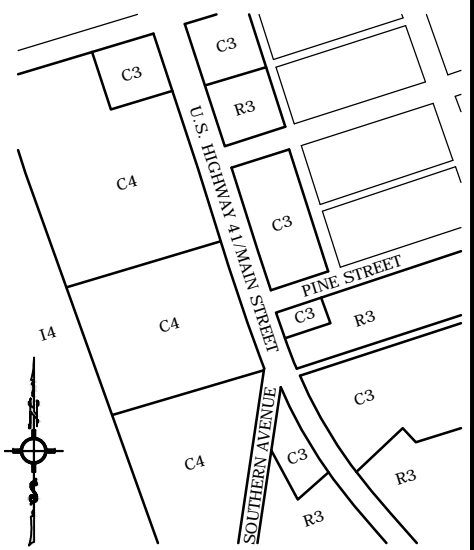 C3
C3
R3
U.S. HIGHWAY 41/MAIN STREET
C4
C3
PINE STREET
C3
R3
C4
I4
C3
N
SOUTHERN AVENUE
C4
C3
R3
S
R3